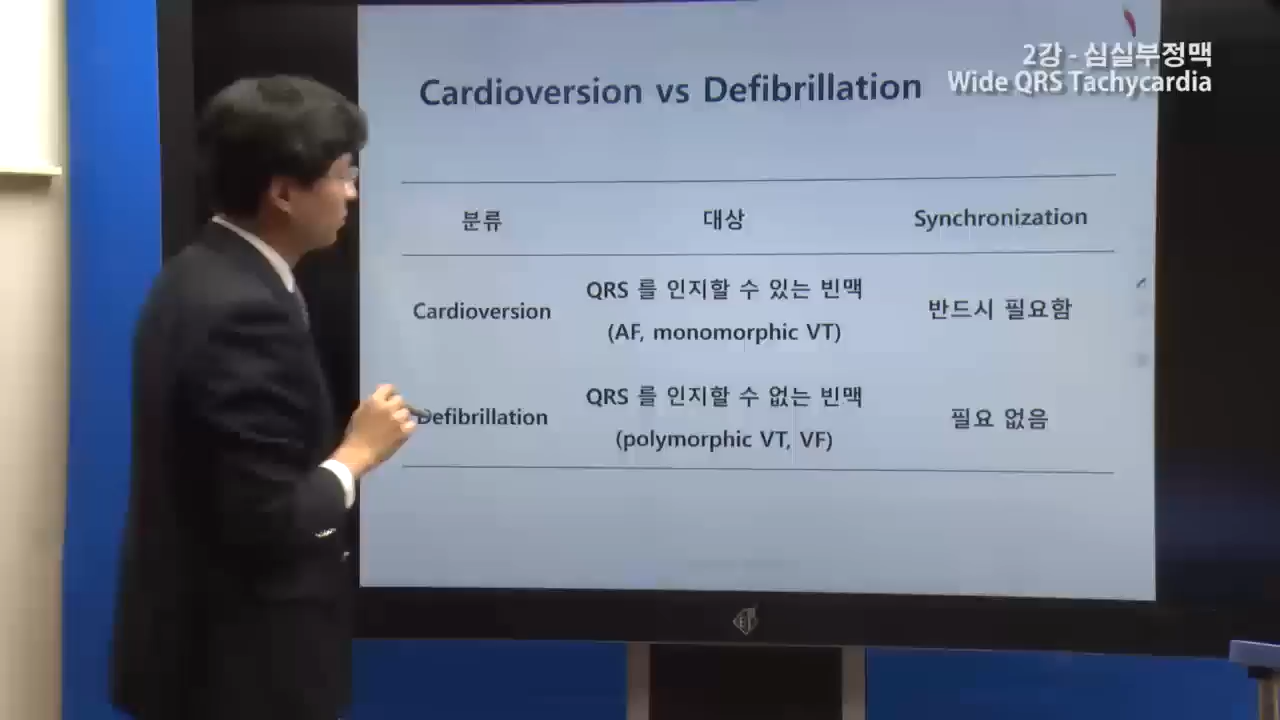 2강 - 심실부정맥
Wide QRS Tachycardia
Cardioversion vs Defibrillation
분류 대상 Synchronization
QRS 를 인지할 수 있는 빈맥
Cardioversion 반드시 필요함
(AF, monomorphic VT)
QRS 를 인지할 수 없는 빈맥
Defibrillation 필요 없음
(polymorphic VT, VF)